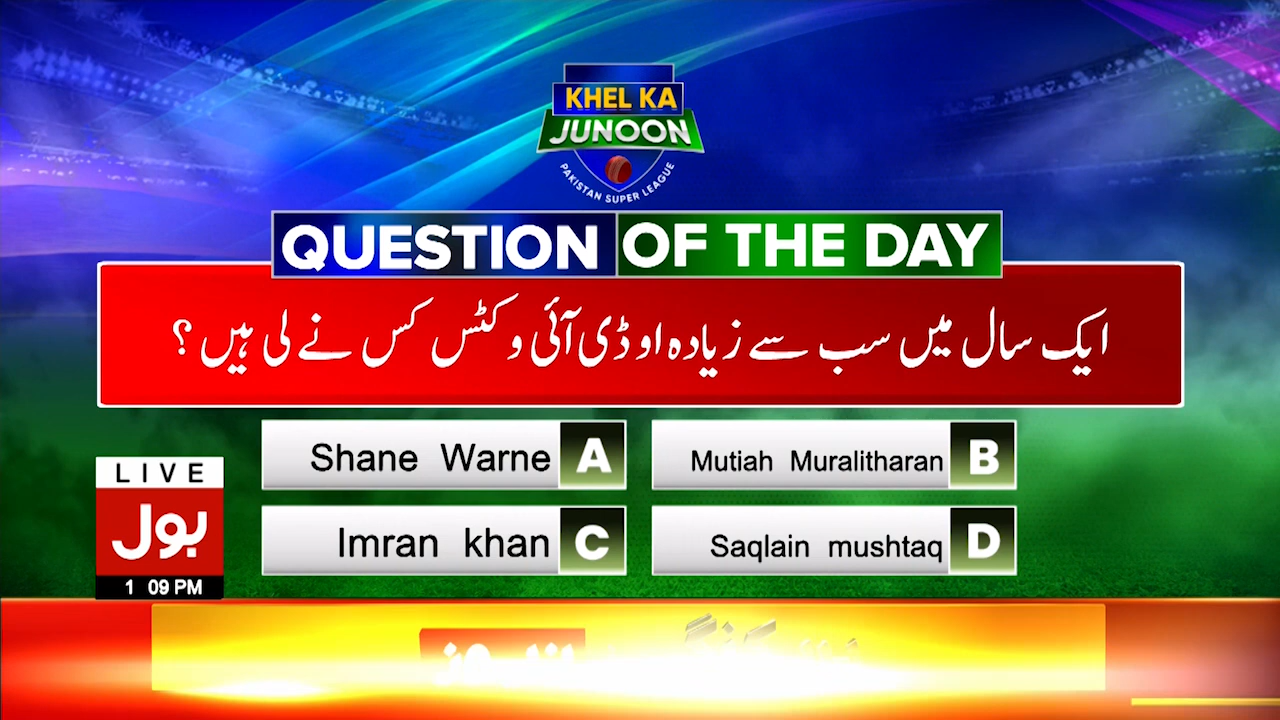 KHEL KA
JUNOON
PAKISTAN SUPER LEAGUE
QUESTION OF THE DAY
ایک سال میں سب سے زیادہ او ڈی آئی وکٹس کس نے لی ہیں؟
Shane Warne A
Mutiah Muralitharan B
Imran khan C
Saqlain mushtaq D
LIVE
بول
1 09 PM